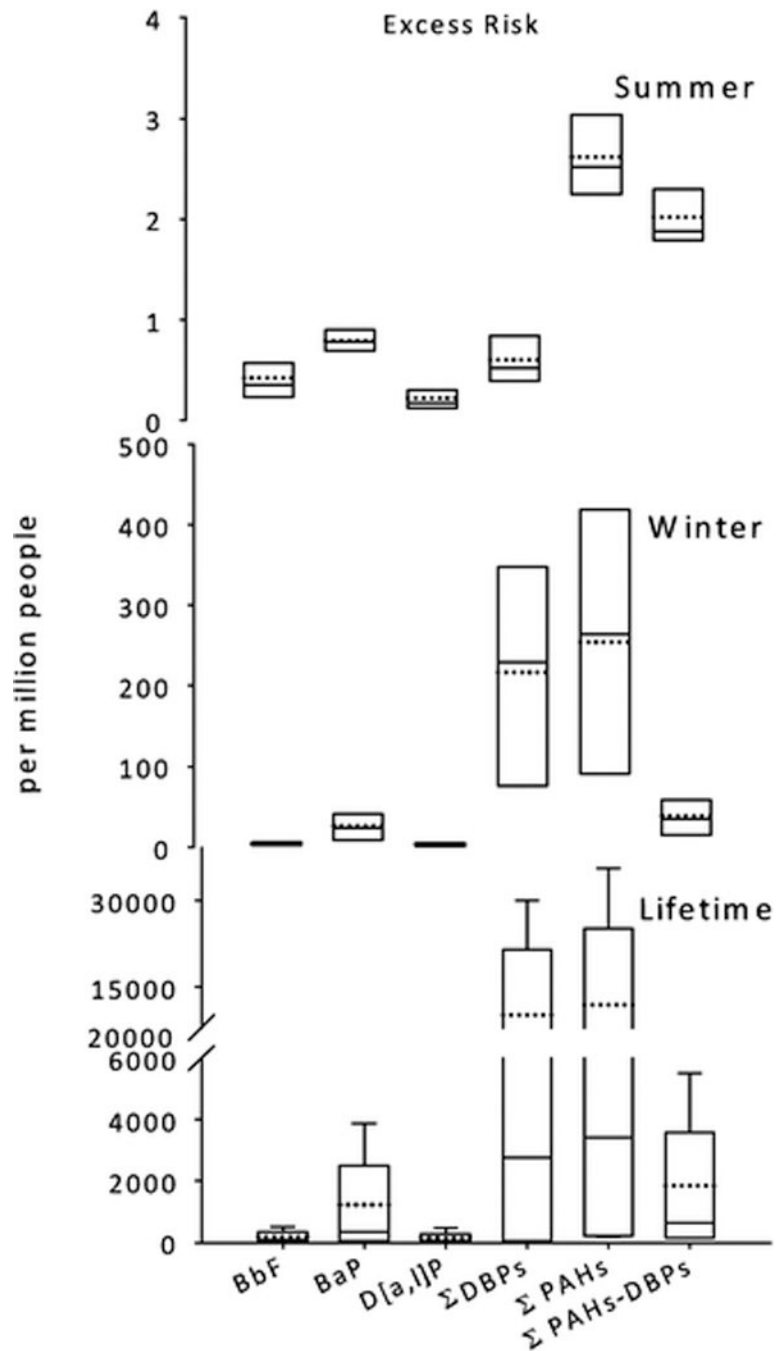 Excess Risk
Summer
4
3
2
1
0
per million people
Winter
500
400
300
200
100
0
Lifetime
30000
15000
20000
6000
4000
2000
0
BbF
BaP
D[a,l]P
Σ DBPs
Σ PAHs
Σ PAHs-DBPs